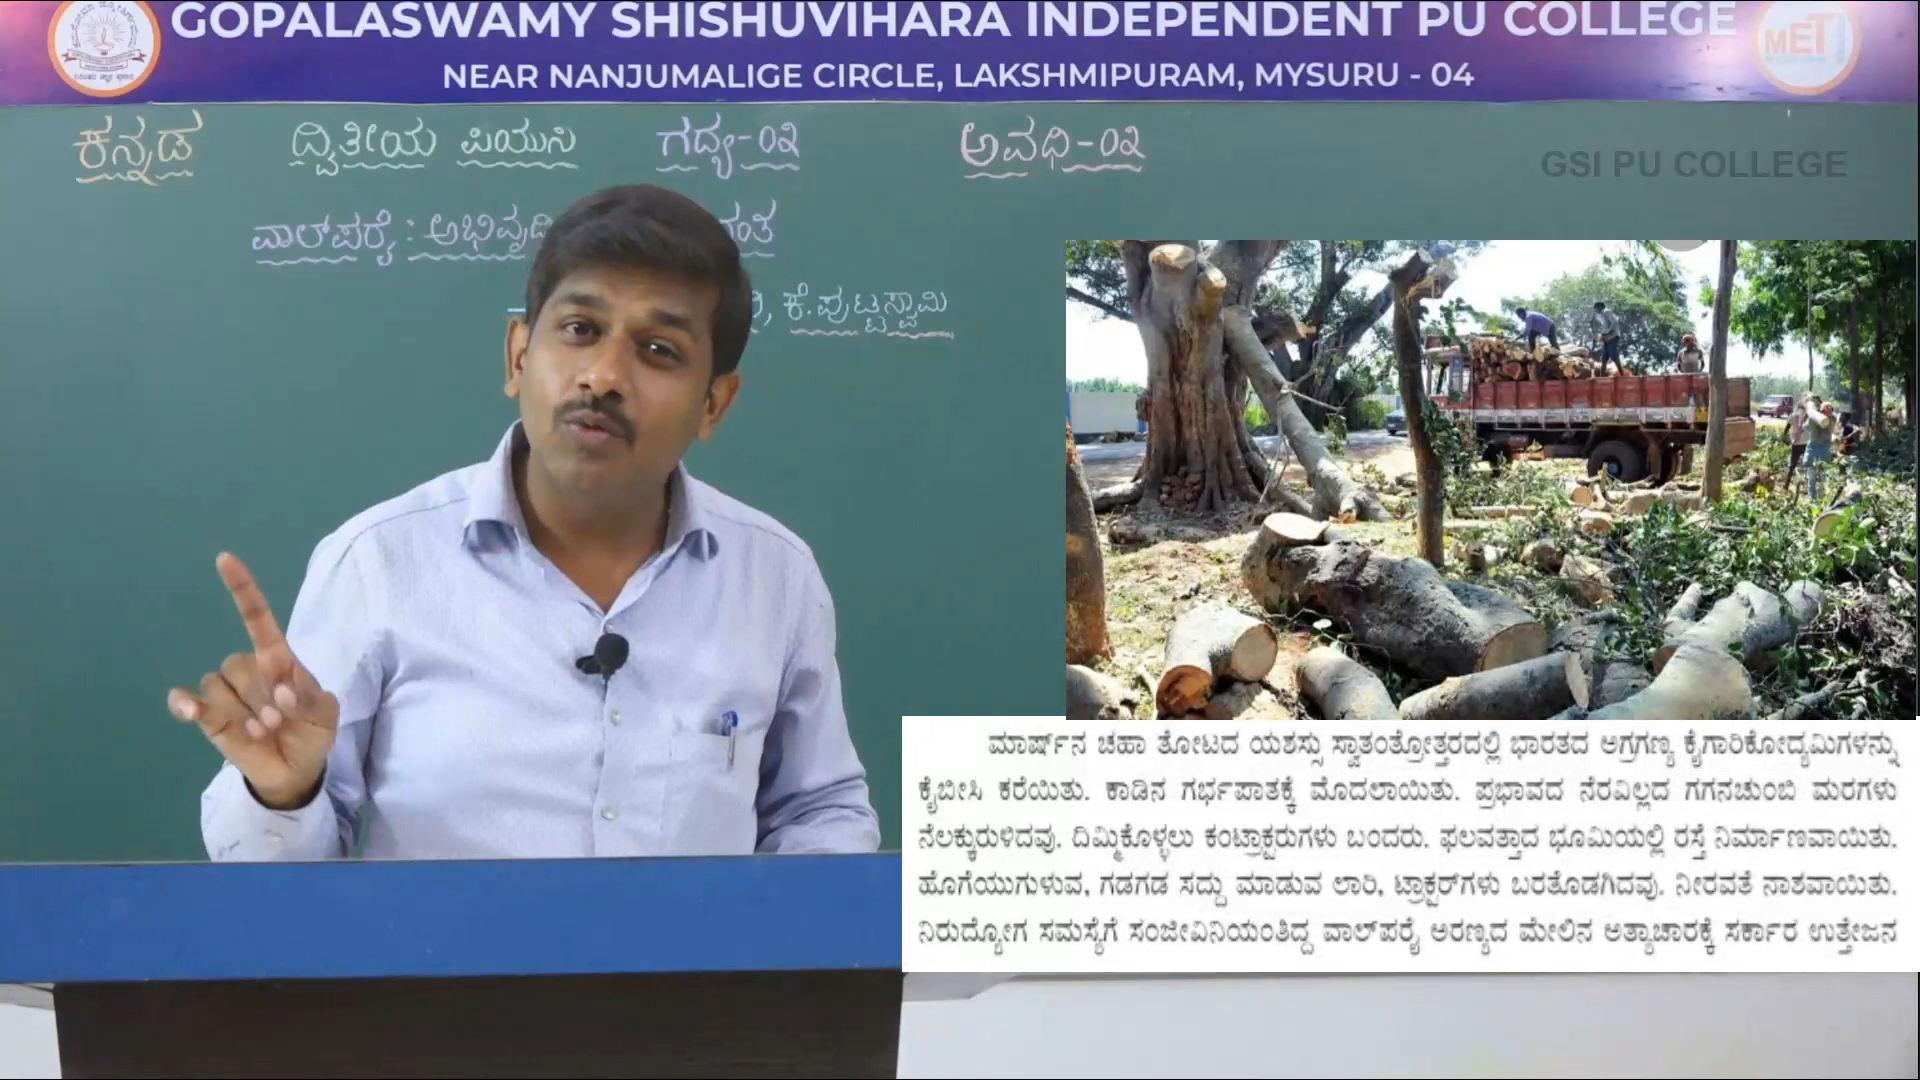 GOPALASWAMY SHISHUVIHARA INDEPENDENT PU COLLEGE
MET
NEAR NANJUMALIGE CIRCLE, LAKSHMIPURAM, MYSURU - 04
ಕನ್ನಡ ದ್ವಿತೀಯ ಪಿಯುಸಿ ಗದ್ಯ-೦೩ ಅವಧಿ-೦೩
GSI PU COLLEGE
ವಾಲ್‌ಪರೈ : ಅಭಿವೃದ್ಧಿ
ಕೆ.ಪುಟ್ಟಸ್ವಾಮಿ
ಮಾರ್ಷ್‌ನ ಚಹಾ ತೋಟದ ಯಶಸ್ಸು ಸ್ವಾತಂತ್ರೋತ್ತರದಲ್ಲಿ ಭಾರತದ ಅಗ್ರಗಣ್ಯ ಕೈಗಾರಿಕೋದ್ಯಮಿಗಳನ್ನು
ಕೈಬೀಸಿ ಕರೆಯಿತು. ಕಾಡಿನ ಗರ್ಭಪಾತಕ್ಕೆ ಮೊದಲಾಯಿತು. ಪ್ರಭಾವದ ನೆರವಿಲ್ಲದ ಗಗನಚುಂಬಿ ಮರಗಳು
ನೆಲಕ್ಕುರುಳಿದವು. ದಿಮ್ಮಿಕೊಳ್ಳಲು ಕಂಟ್ರಾಕ್ಟರುಗಳು ಬಂದರು. ಫಲವತ್ತಾದ ಭೂಮಿಯಲ್ಲಿ ರಸ್ತೆ ನಿರ್ಮಾಣವಾಯಿತು.
ಹೊಗೆಯುಗುಳುವ, ಗಡಗಡ ಸದ್ದು ಮಾಡುವ ಲಾರಿ, ಟ್ರಾಕ್ಟರ್‌ಗಳು ಬರತೊಡಗಿದವು. ನೀರವತೆ ನಾಶವಾಯಿತು.
ನಿರುದ್ಯೋಗ ಸಮಸ್ಯೆಗೆ ಸಂಜೀವಿನಿಯಂತಿದ್ದ ವಾಲ್‌ಪರೈ ಅರಣ್ಯದ ಮೇಲಿನ ಅತ್ಯಾಚಾರಕ್ಕೆ ಸರ್ಕಾರ ಉತ್ತೇಜನ